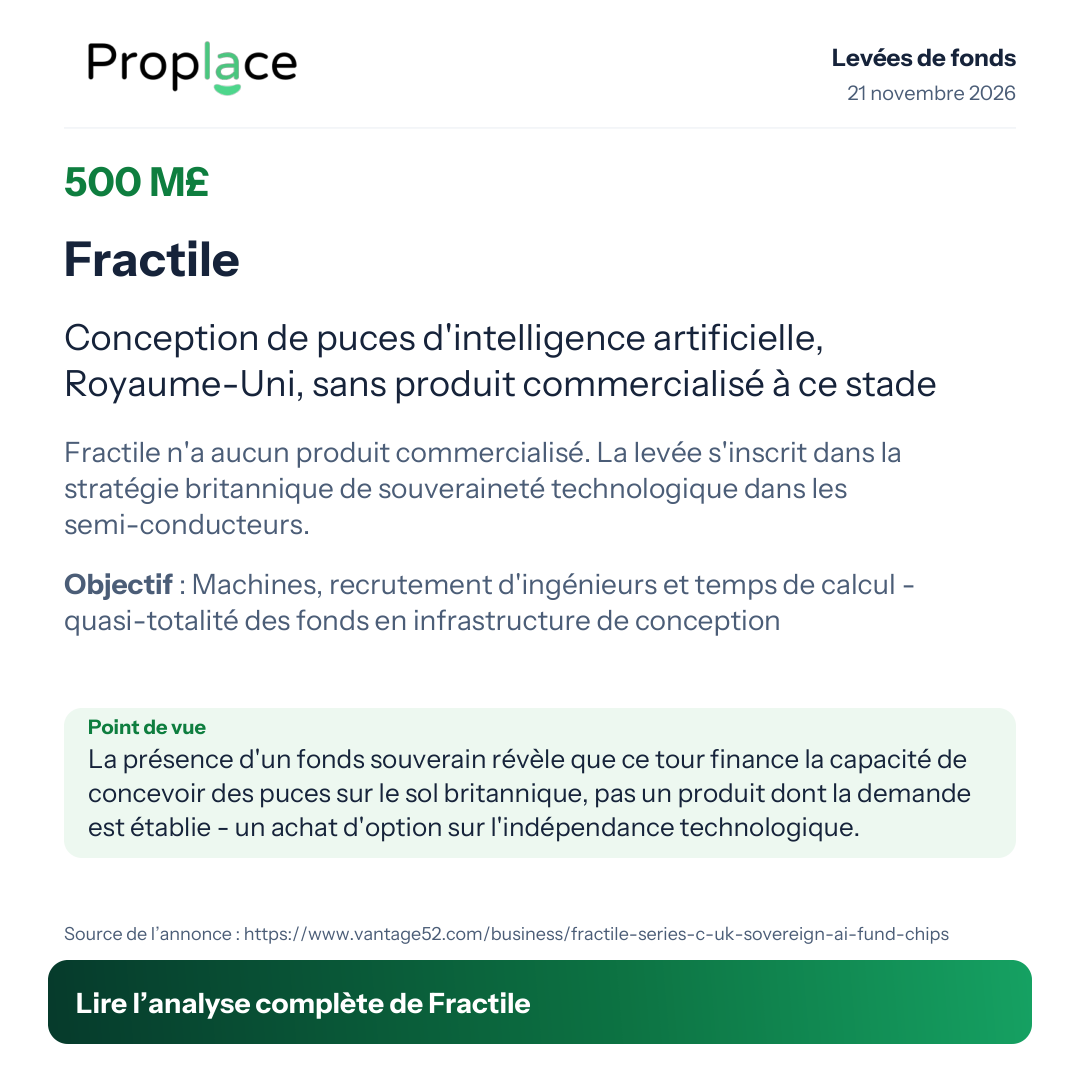 Proplace
Levées de fonds
21 novembre 2026
500 M£
Fractile
Conception de puces d'intelligence artificielle,
Royaume-Uni, sans produit commercialisé à ce stade
Fractile n'a aucun produit commercialisé. La levée s'inscrit dans la
stratégie britannique de souveraineté technologique dans les
semi-conducteurs.
Objectif : Machines, recrutement d'ingénieurs et temps de calcul -
quasi-totalité des fonds en infrastructure de conception
Point de vue
La présence d'un fonds souverain révèle que ce tour finance la capacité de
concevoir des puces sur le sol britannique, pas un produit dont la demande
est établie - un achat d'option sur l'indépendance technologique.
Source de l’annonce : https://www.vantage52.com/business/fractile-series-c-uk-sovereign-ai-fund-chips
Lire l’analyse complète de Fractile